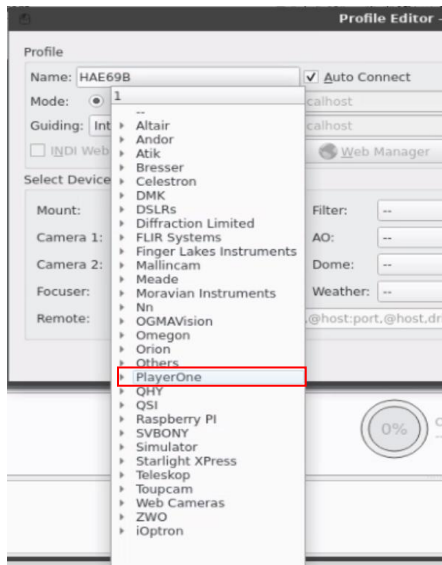 Profile Editor -
Profile
Name: HAE69B
Auto Connect
Mode:
1
calhost
--
Guiding: Int
calhost
INDI Web
Web Manager
Select Device
Altair
Andor
Atik
Bresser
Celestron
DMK
DSLRs
Diffraction Limited
FLIR Systems
Finger Lakes Instruments
Mallincam
Meade
Moravian Instruments
Nn
OGMAVision
Omegon
Orion
Others
PlayerOne
QHY
QSI
Raspberry PI
SVBONY
Simulator
Starlight XPress
Teleskop
Toupcam
Web Cameras
ZWO
iOptron
Mount:
Filter: --
Camera 1:
AO: --
Camera 2:
Dome: --
Focuser:
Weather: --
Remote:
,@host:port,@host,dr
0%